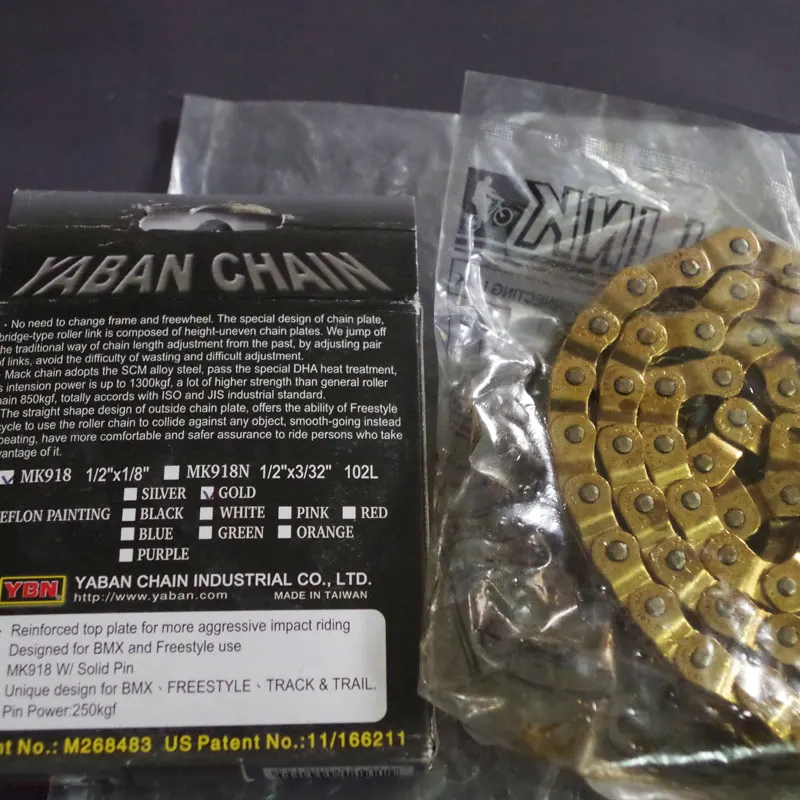 YABAN CHAIN
· No need to change frame and freewheel. The special design of chain plate,
bridge-type roller link is composed of height-uneven chain plates. We jump off
the traditional way of chain length adjustment from the past, by adjusting pair
of links, avoid the difficulty of wasting and difficult adjustment.
· Mack chain adopts the SCM alloy steel, pass the special DHA heat treatment,
s intension power is up to 1300kgf, a lot of higher strength than general roller
hain 850kgf, totally accords with ISO and JIS industrial standard.
The straight shape design of outside chain plate, offers the ability of Freestyle
cycle to use the roller chain to collide against any object, smooth-going instead
peating, have more comfortable and safer assurance to ride persons who take
vantage of it.
MK918 1/2"x1/8" MK918N 1/2"x3/32" 102L
SILVER GOLD
EFLON PAINTING BLACK WHITE PINK RED
BLUE GREEN ORANGE
PURPLE
YBN YABAN CHAIN INDUSTRIAL CO., LTD.
http://www.yaban.com MADE IN TAIWAN
· Reinforced top plate for more aggressive impact riding
Designed for BMX and Freestyle use
MK918 W/ Solid Pin
Unique design for BMX、FREESTYLE、TRACK & TRAIL.
Pin Power:250kgf
nt No.: M268483 US Patent No.:11/166211
LINK